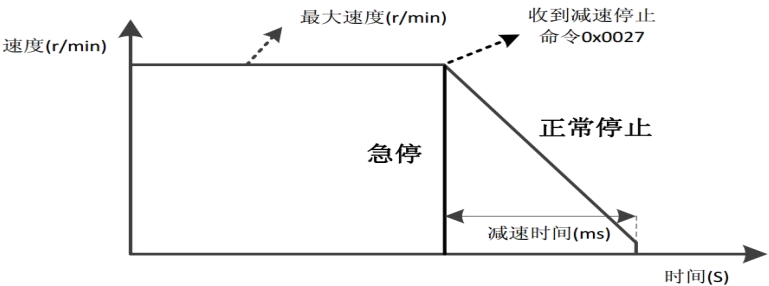 最大速度(r/min)
收到减速停止
命令0x0027
速度(r/min)
正常停止
急停
减速时间(ms)
时间(S)